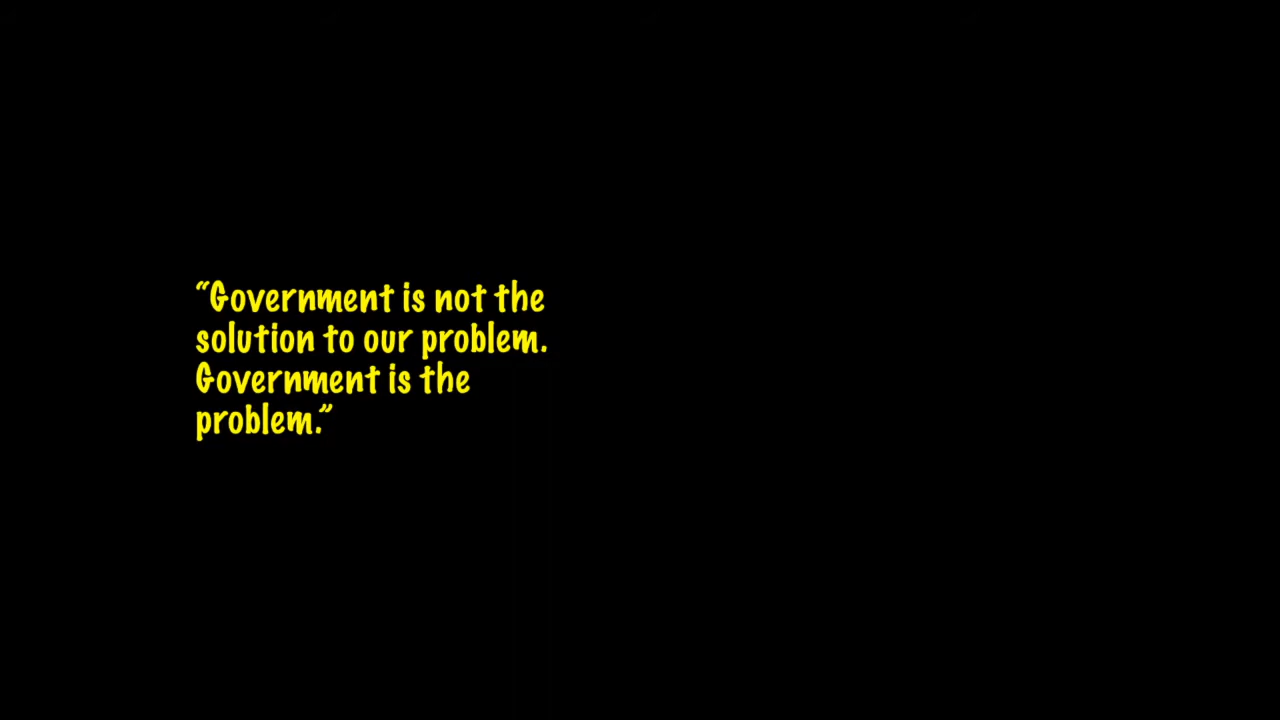 “Government is not the
solution to our problem.
Government is the
problem.”